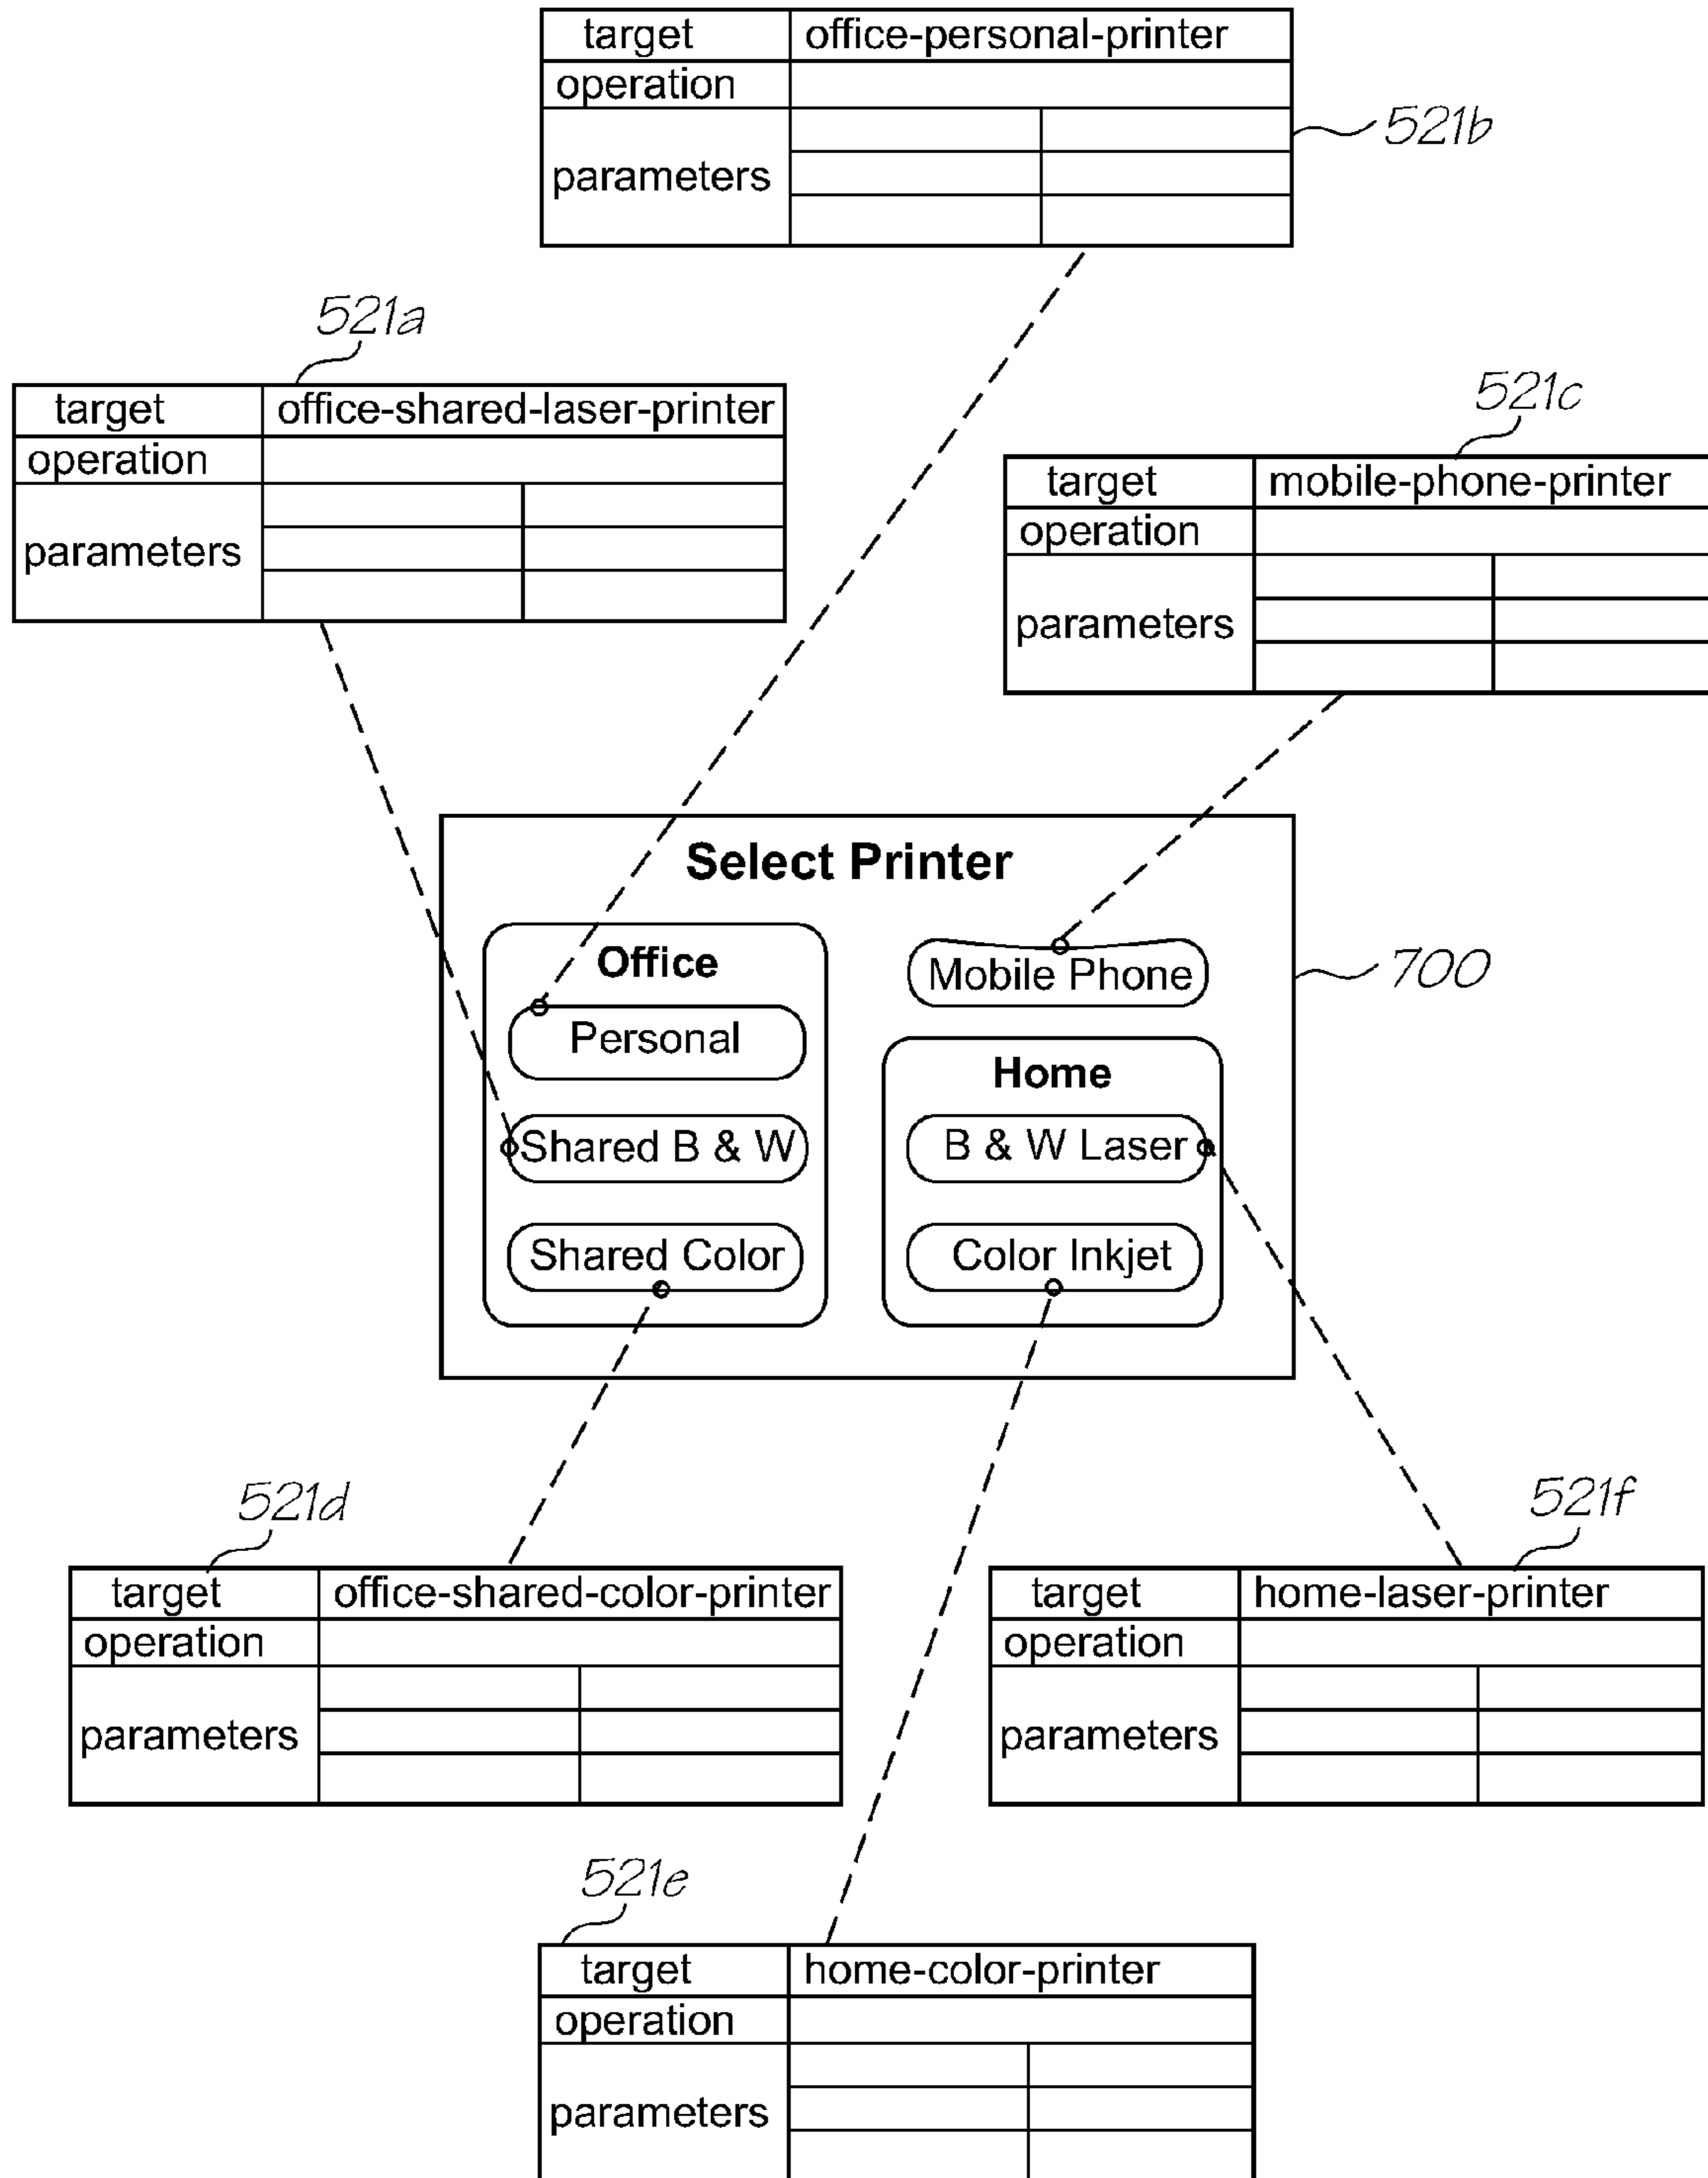 target office-personal-printer
operation
parameters
521b
521a
target office-shared-laser-printer
operation
parameters
521c
target mobile-phone-printer
operation
parameters
Select Printer
Office
Personal
Shared B & W
Shared Color
Mobile Phone
Home
B & W Laser
Color Inkjet
700
521d
target office-shared-color-printer
operation
parameters
521f
target home-laser-printer
operation
parameters
521e
target home-color-printer
operation
parameters